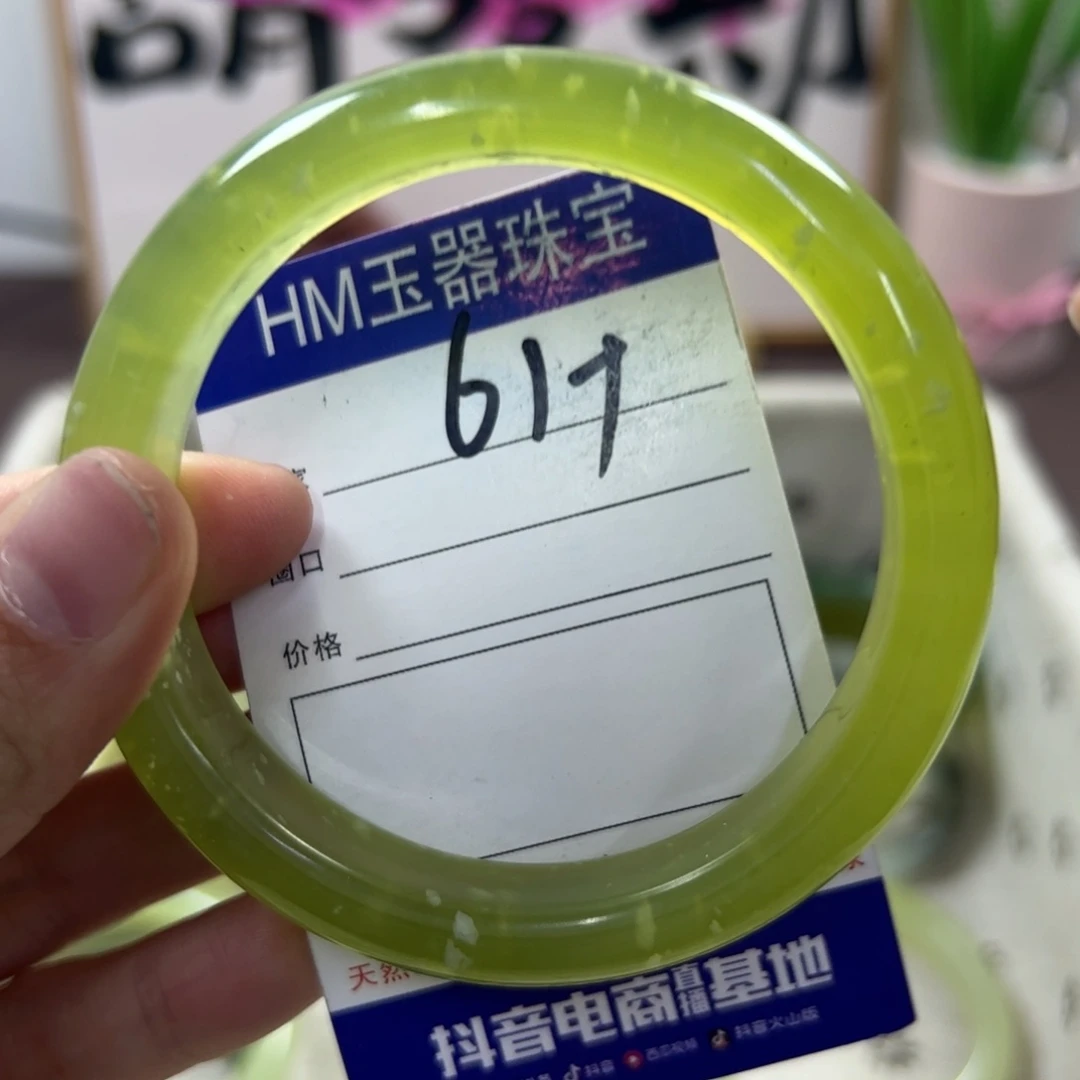 HM玉器珠宝
617
圈口
价格
天然
抖音电商直播基地
抖音
西瓜视频
抖音火山版